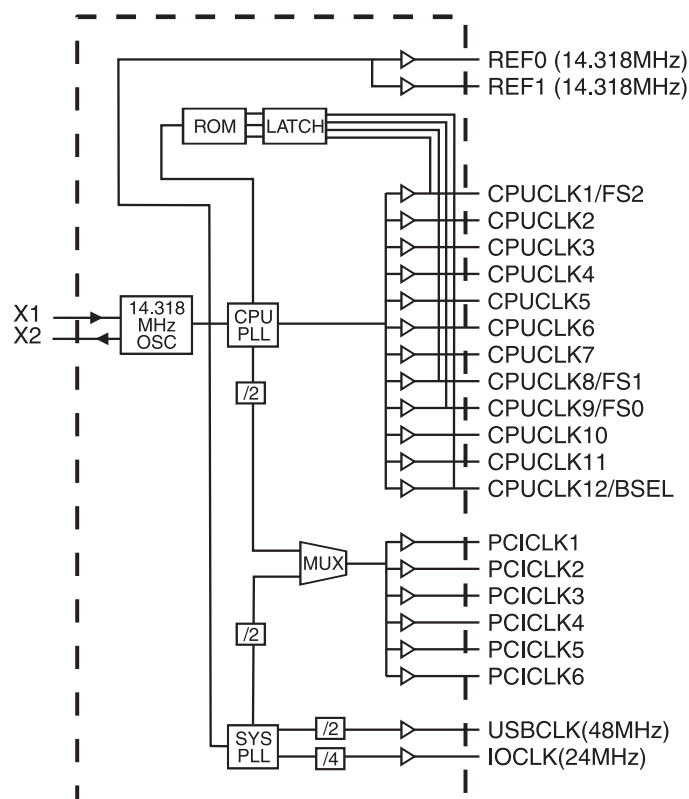 REF0 (14.318MHz)
REF1 (14.318MHz)
ROM
LATCH
CPUCLK1/FS2
CPUCLK2
CPUCLK3
CPUCLK4
CPUCLK5
CPUCLK6
CPUCLK7
CPUCLK8/FS1
CPUCLK9/FS0
CPUCLK10
CPUCLK11
CPUCLK12/BSEL
X1
X2
14.318
MHz
OSC
CPU
PLL
/2
MUX
PCICLK1
PCICLK2
PCICLK3
PCICLK4
PCICLK5
PCICLK6
/2
SYS
PLL
/2
USBCLK(48MHz)
/4
IOCLK(24MHz)